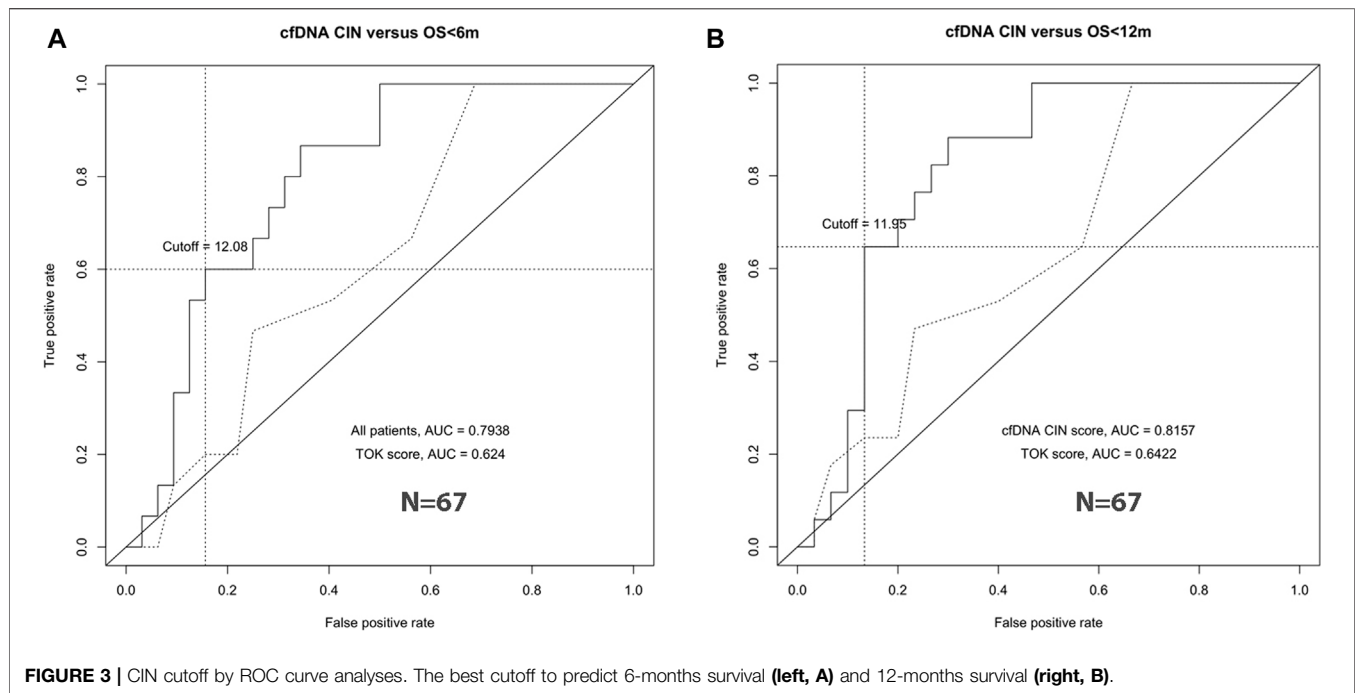 A
cfDNA CIN versus OS<6m
1.0
0.8
0.6
0.4
0.2
0.0
True positive rate
Cutoff = 12.08
All patients, AUC = 0.7938
TOK score, AUC = 0.624
N=67
0.0 0.2 0.4 0.6 0.8 1.0
False positive rate
B
cfDNA CIN versus OS<12m
1.0
0.8
0.6
0.4
0.2
0.0
True positive rate
Cutoff = 11.95
cfDNA CIN score, AUC = 0.8157
TOK score, AUC = 0.6422
N=67
0.0 0.2 0.4 0.6 0.8 1.0
False positive rate
FIGURE 3 | CIN cutoff by ROC curve analyses. The best cutoff to predict 6-months survival (left, A) and 12-months survival (right, B).